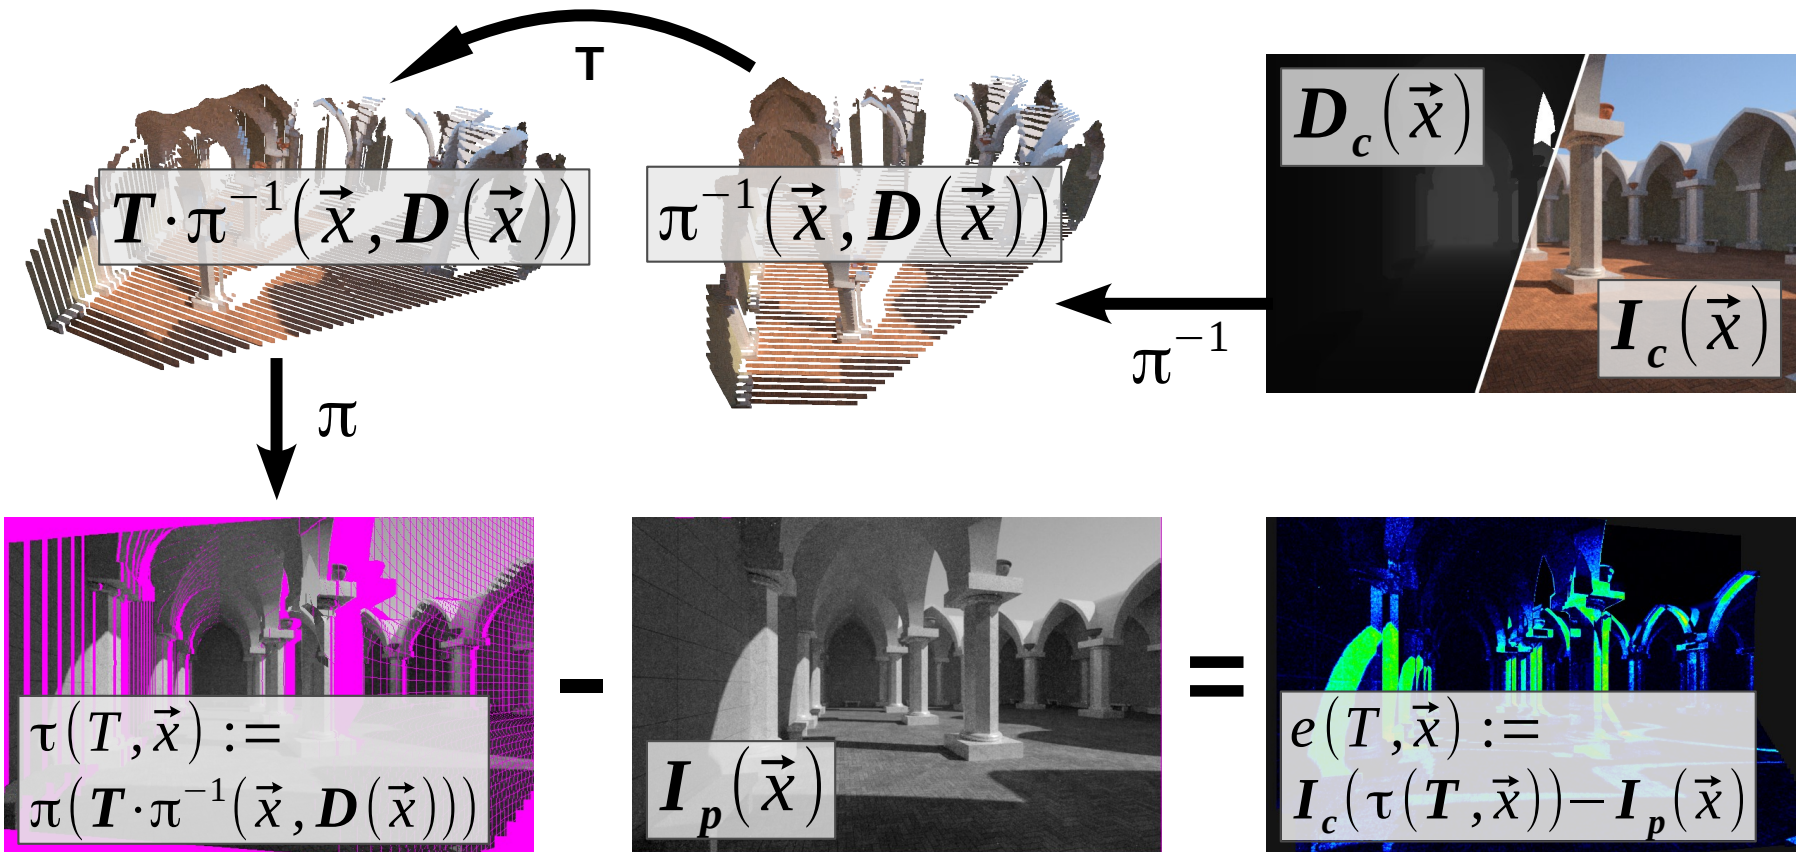 T
D_c(x⃗)
T·π⁻¹(x⃗, D(x⃗))
π⁻¹(x⃗, D(x⃗))
I_c(x⃗)
π⁻¹
π
τ(T, x⃗) :=
π(T·π⁻¹(x⃗, D(x⃗)))
−
I_p(x⃗)
=
e(T, x⃗) :=
I_c(τ(T, x⃗))−I_p(x⃗)